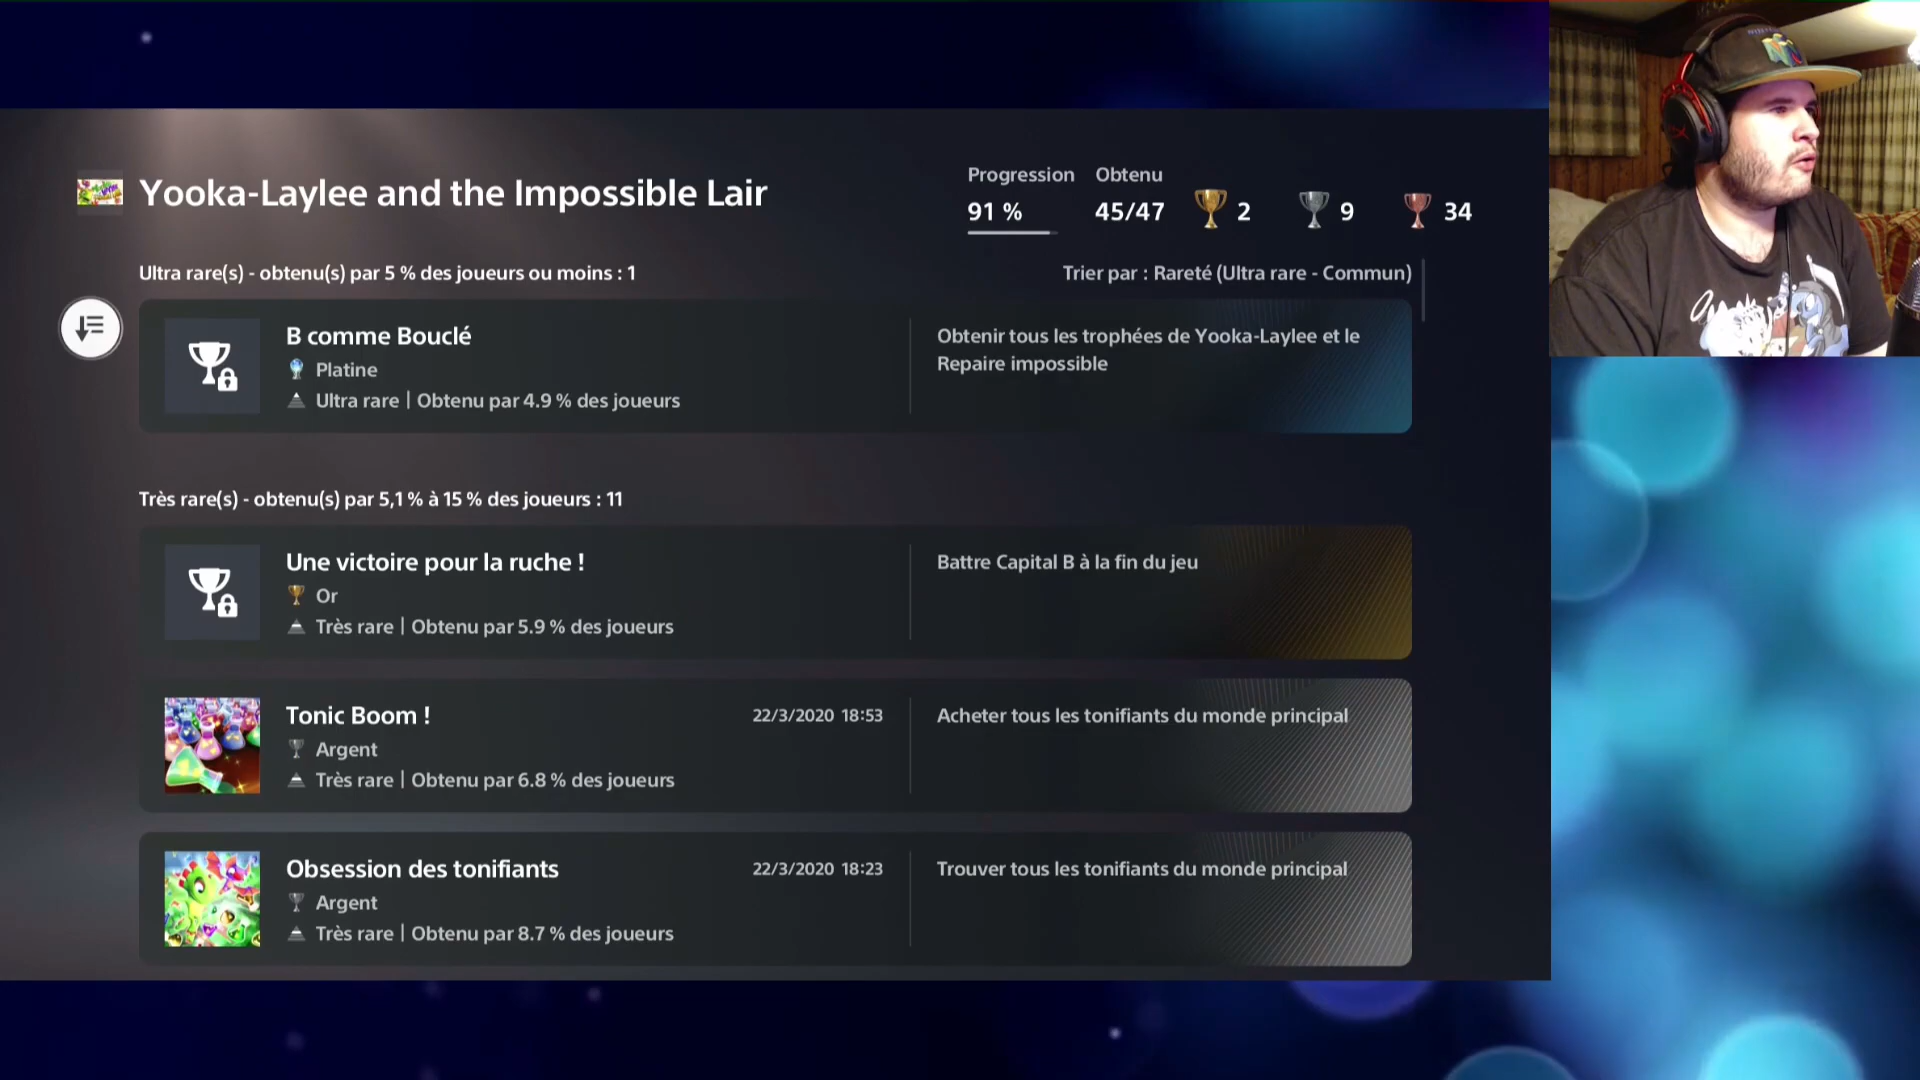 Yooka-Laylee and the Impossible Lair
Progression
91 %
Obtenu
45/47
2
9
34
Ultra rare(s) - obtenu(s) par 5 % des joueurs ou moins : 1
Trier par : Rareté (Ultra rare - Commun)
B comme Bouclé
Platine
Ultra rare | Obtenu par 4.9 % des joueurs
Obtenir tous les trophées de Yooka-Laylee et le
Repaire impossible
Très rare(s) - obtenu(s) par 5,1 % à 15 % des joueurs : 11
Une victoire pour la ruche !
Or
Très rare | Obtenu par 5.9 % des joueurs
Battre Capital B à la fin du jeu
Tonic Boom !
22/3/2020 18:53
Argent
Très rare | Obtenu par 6.8 % des joueurs
Acheter tous les tonifiants du monde principal
Obsession des tonifiants
22/3/2020 18:23
Argent
Très rare | Obtenu par 8.7 % des joueurs
Trouver tous les tonifiants du monde principal